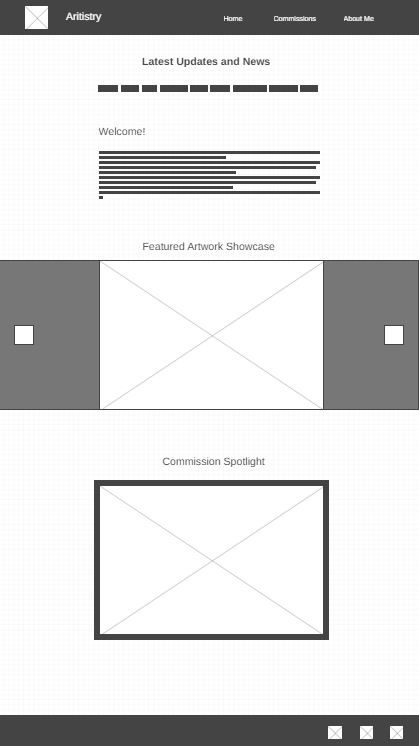 Aritistry
Home
Commissions
About Me
Latest Updates and News
Welcome!
Featured Artwork Showcase
Commission Spotlight